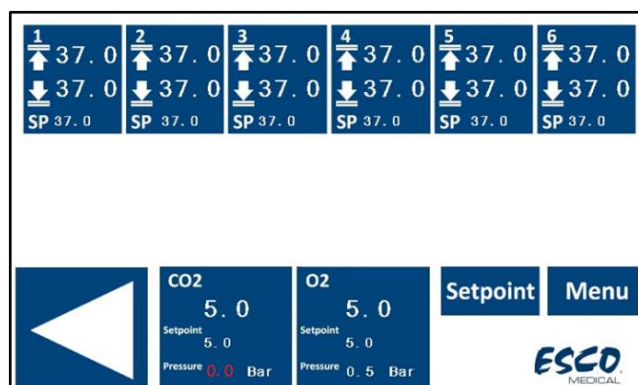 1 2 3 4 5 6
37.0 37.0 37.0 37.0 37.0 37.0
37.0 37.0 37.0 37.0 37.0 37.0
SP 37.0 SP 37.0 SP 37.0 SP 37.0 SP 37.0 SP 37.0
CO2
5.0
Setpoint
5.0
Pressure 0.0 Bar
O2
5.0
Setpoint
5.0
Pressure 0.5 Bar
Setpoint
Menu
ESCO
MEDICAL